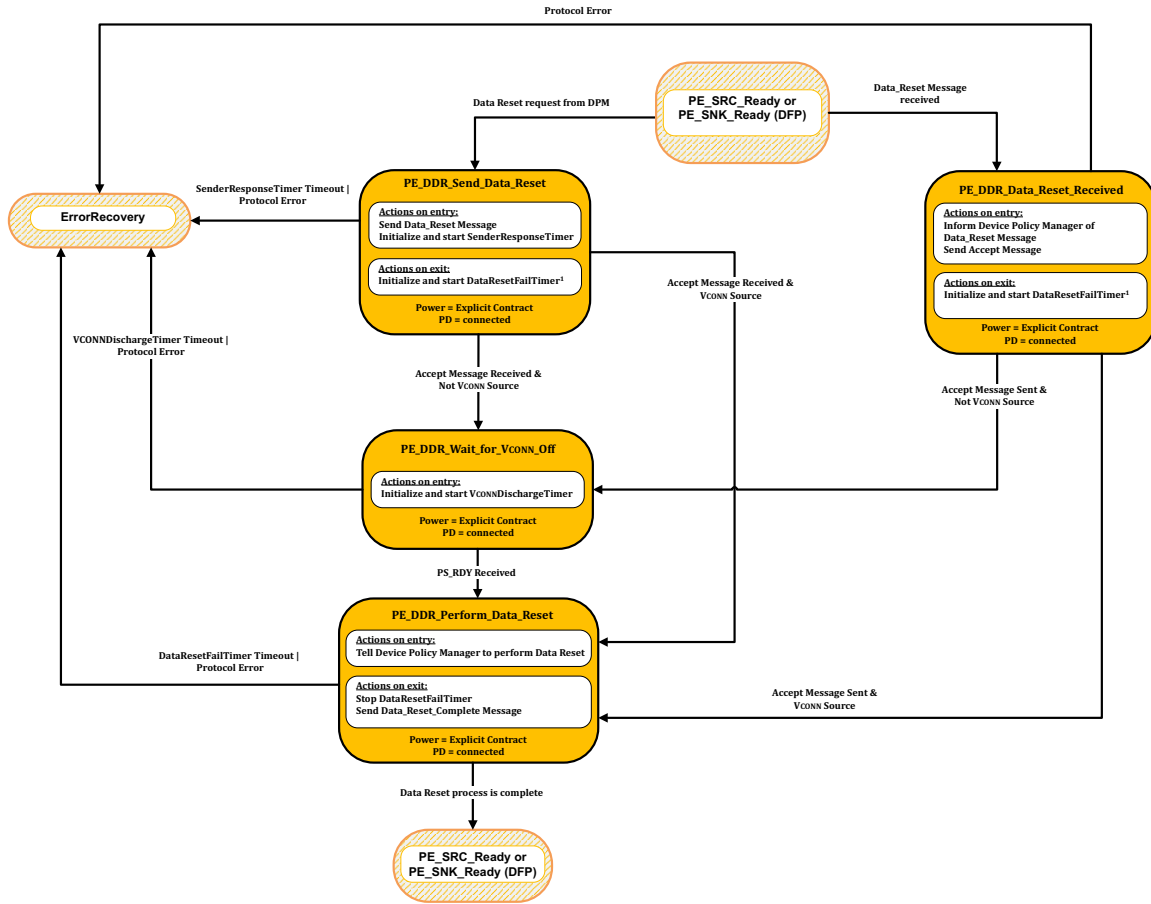 Protocol Error
PE_SRC_Ready or
PE_SNK_Ready (DFP)
Data Reset request from DPM
Data_Reset Message
received
SenderResponseTimer Timeout |
Protocol Error
ErrorRecovery
PE_DDR_Send_Data_Reset
Actions on entry:
Send Data_Reset Message
Initialize and start SenderResponseTimer
Actions on exit:
Initialize and start DataResetFailTimer¹
Power = Explicit Contract
PD = connected
PE_DDR_Data_Reset_Received
Actions on entry:
Inform Device Policy Manager of
Data_Reset Message
Send Accept Message
Actions on exit:
Initialize and start DataResetFailTimer¹
Power = Explicit Contract
PD = connected
Accept Message Received &
VCONN Source
VCONNDischargeTimer Timeout |
Protocol Error
Accept Message Received &
Not VCONN Source
Accept Message Sent &
Not VCONN Source
PE_DDR_Wait_for_VCONN_Off
Actions on entry:
Initialize and start VCONNDischargeTimer
Power = Explicit Contract
PD = connected
PS_RDY Received
PE_DDR_Perform_Data_Reset
Actions on entry:
Tell Device Policy Manager to perform Data Reset
Actions on exit:
Stop DataResetFailTimer
Send Data_Reset_Complete Message
Power = Explicit Contract
PD = connected
DataResetFailTimer Timeout |
Protocol Error
Accept Message Sent &
VCONN Source
Data Reset process is complete
PE_SRC_Ready or
PE_SNK_Ready (DFP)